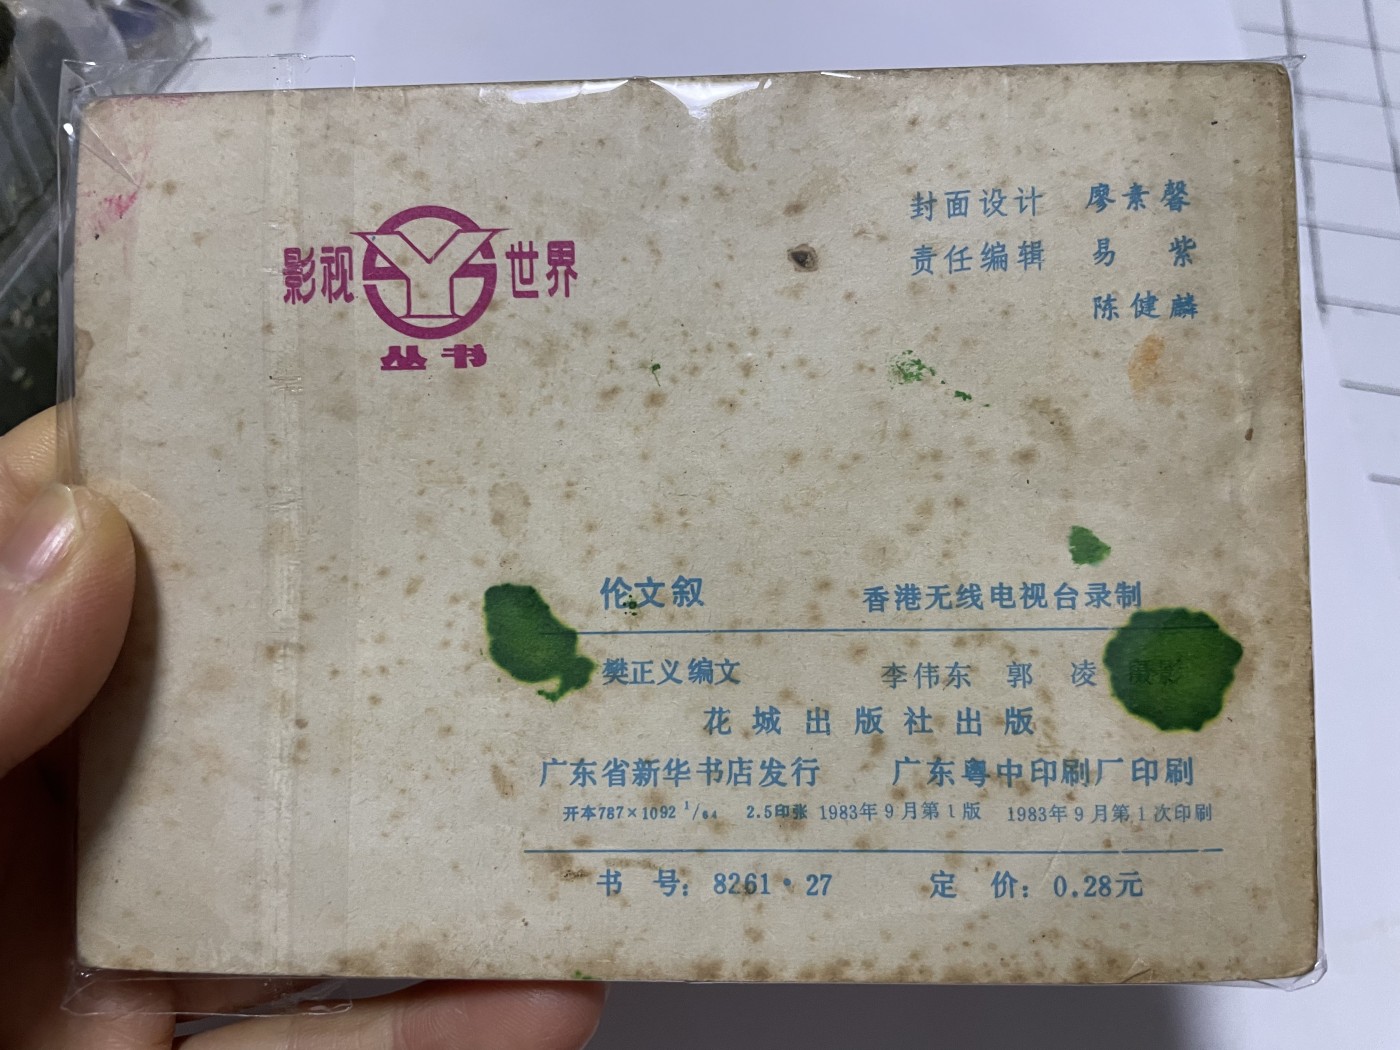 影视世界
丛书
封面设计 廖素馨
责任编辑 易 紫
陈健麟
伦文叙 香港无线电视台录制
樊正义编文 李伟东 郭 凌 摄影
花城出版社出版
广东省新华书店发行 广东粤中印刷厂印刷
开本787×1092 1/64 2.5印张 1983年9月第1版 1983年9月第1次印刷
书 号：8261·27 定 价：0.28元